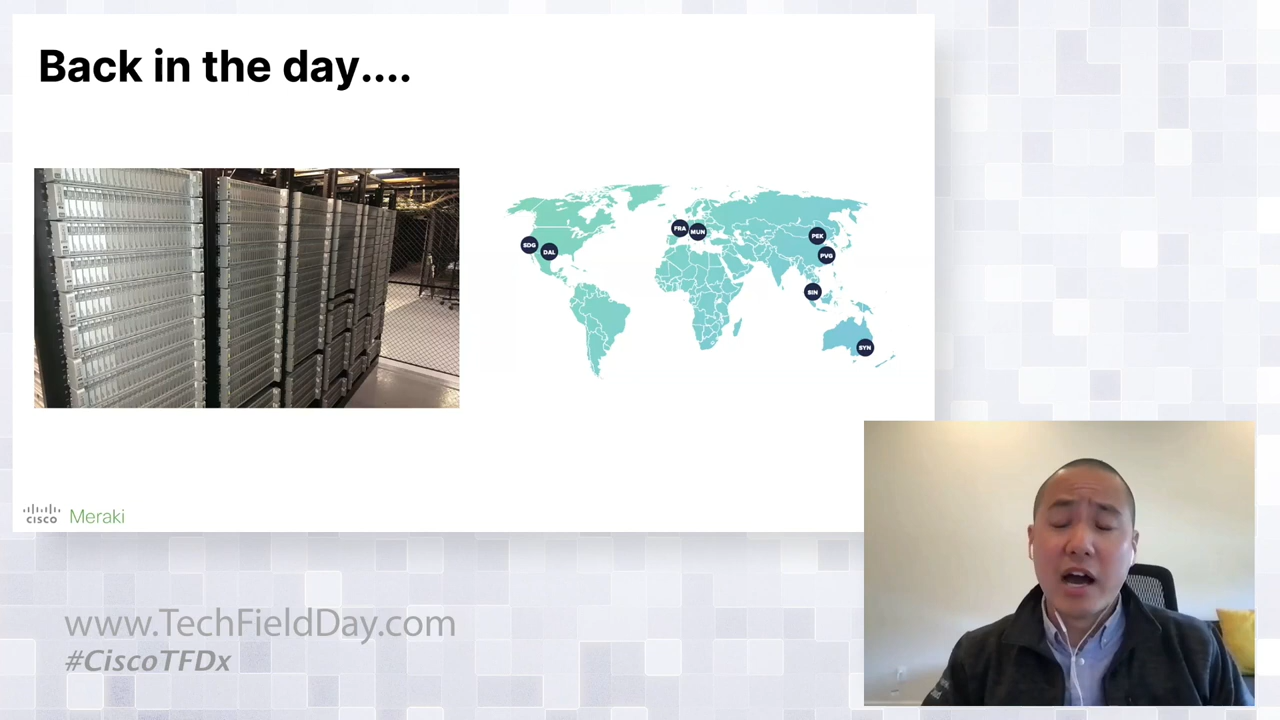 Back in the day....
SDG
DAL
FRA
MUN
PEK
PVG
SIN
SYN
CISCO Meraki
www.TechFieldDay.com
#CiscoTFDx